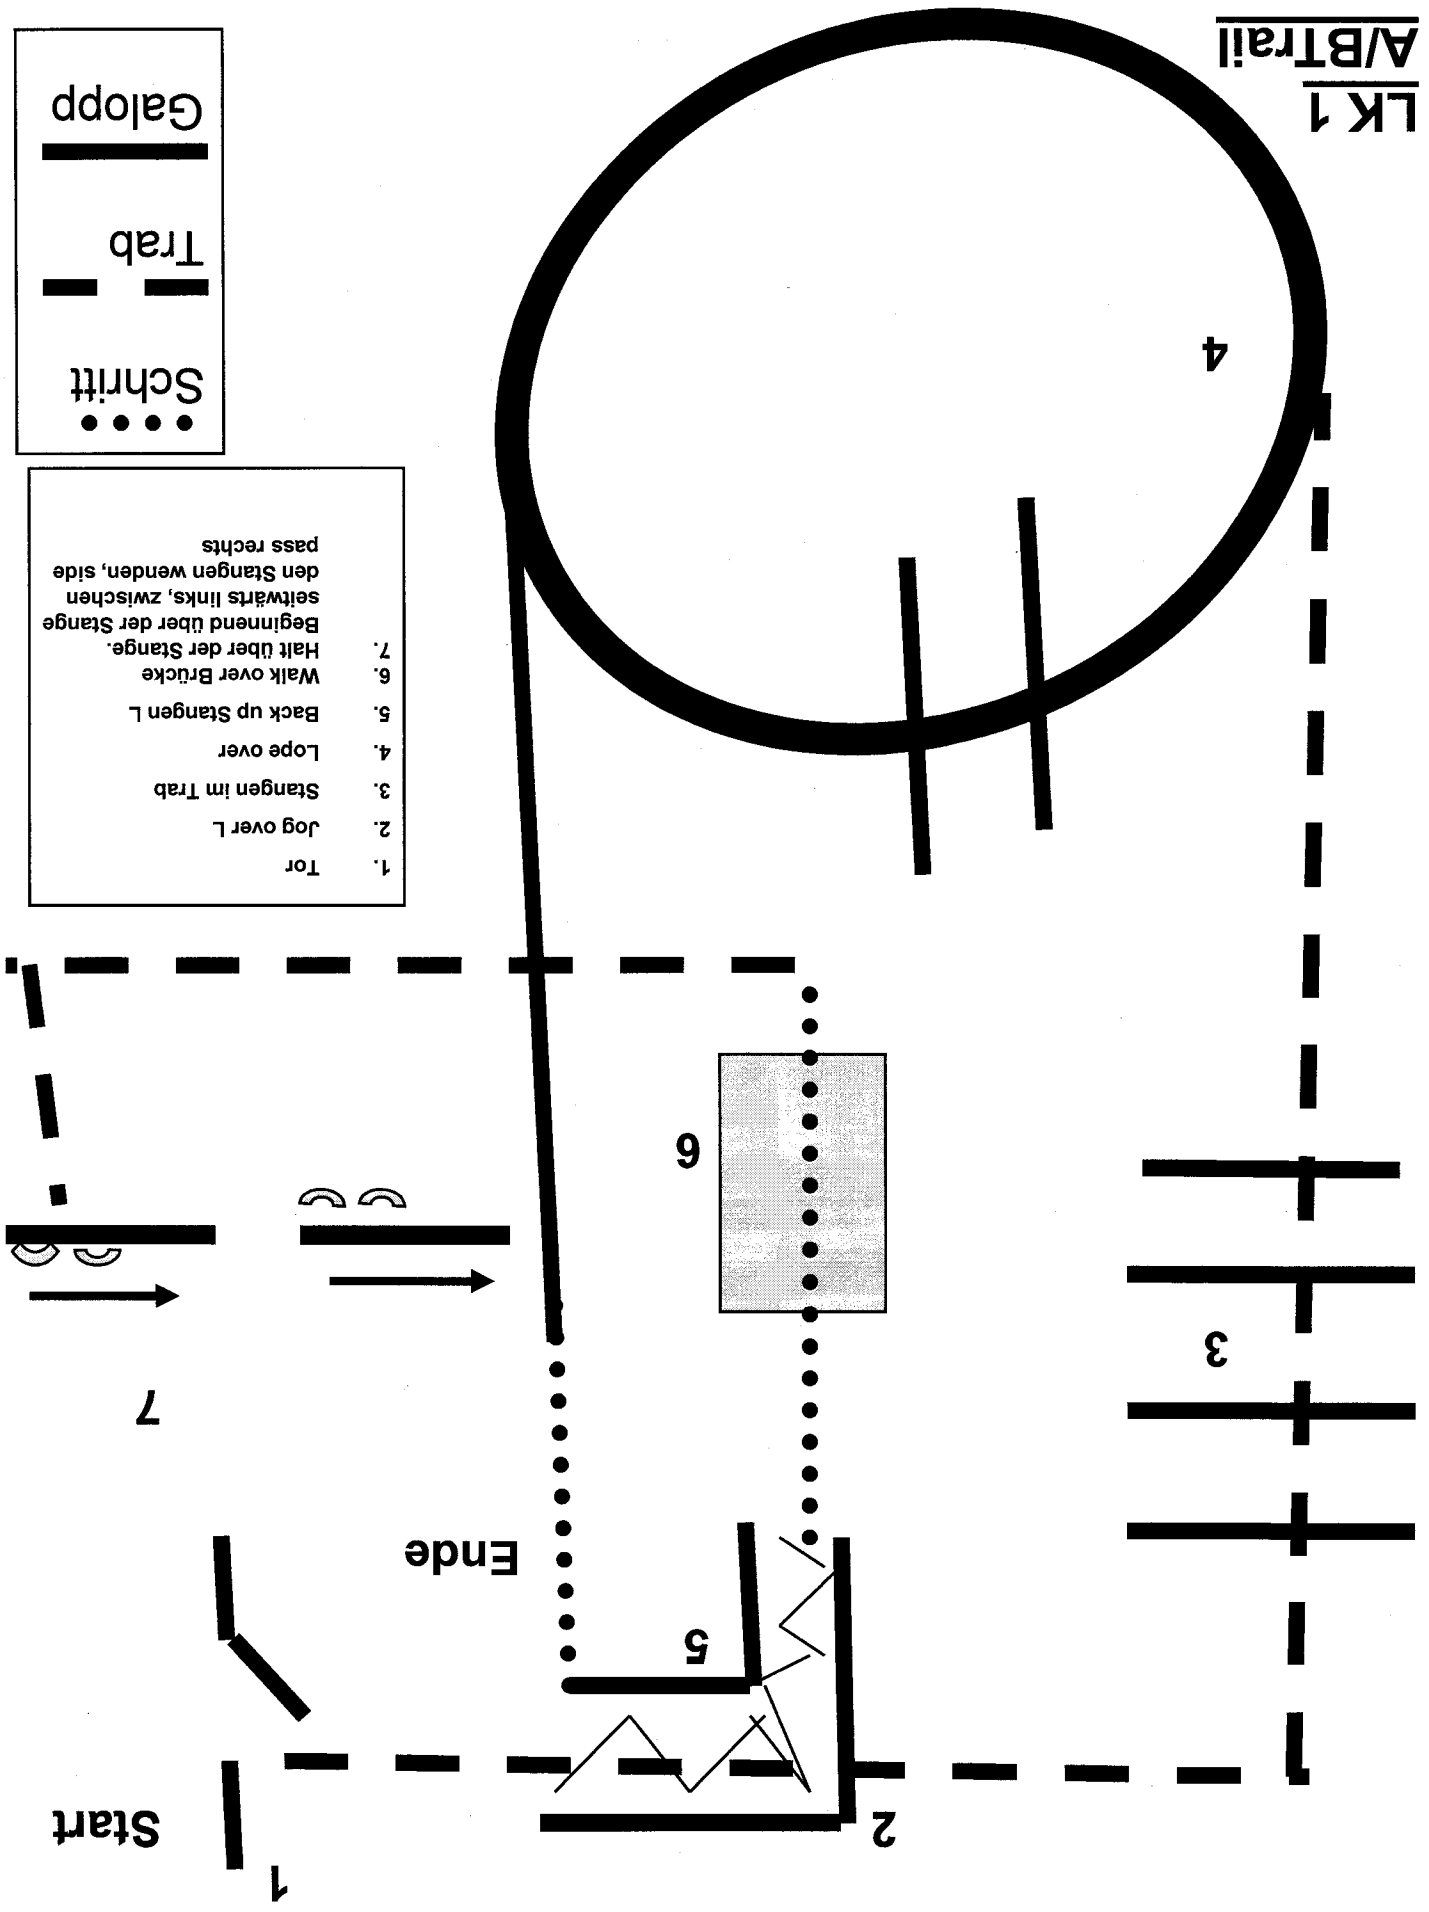 1
Start
2
Ende
5
3
7
6
1. Tor
2. Jog over L
3. Stangen im Trab
4. Lope over
5. Back up Stangen L
6. Walk over Brücke
7. Halt über der Stange.
Beginnend über der Stange
seitwärts links, zwischen
den Stangen wenden, side
pass rechts
4
Schritt
Trab
Galopp
LK 1
A/BTrail